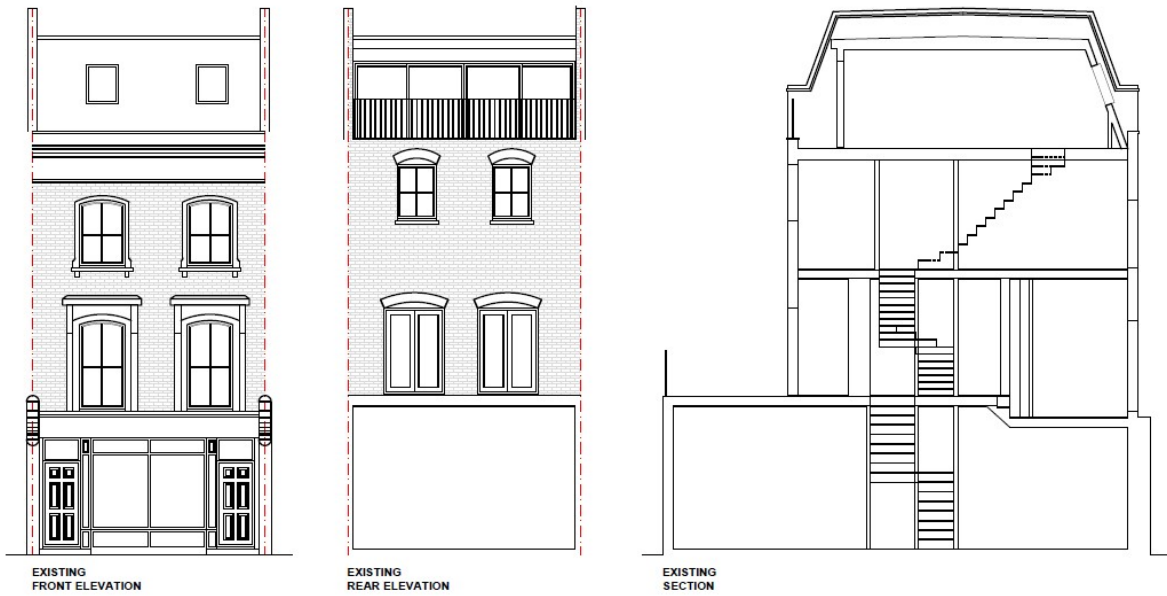 EXISTING
FRONT ELEVATION
EXISTING
REAR ELEVATION
EXISTING
SECTION